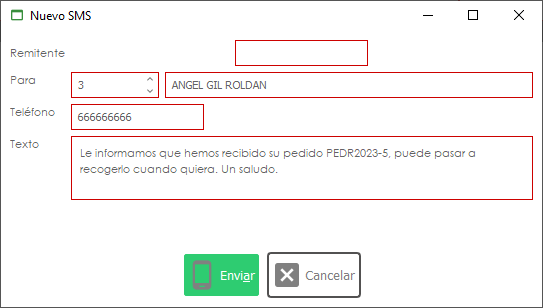 Nuevo SMS
Remitente
Para 3 ANGEL GIL ROLDAN
Teléfono 666666666
Texto Le informamos que hemos recibido su pedido PEDR2023-5, puede pasar a
recogerlo cuando quiera. Un saludo.
Enviar Cancelar